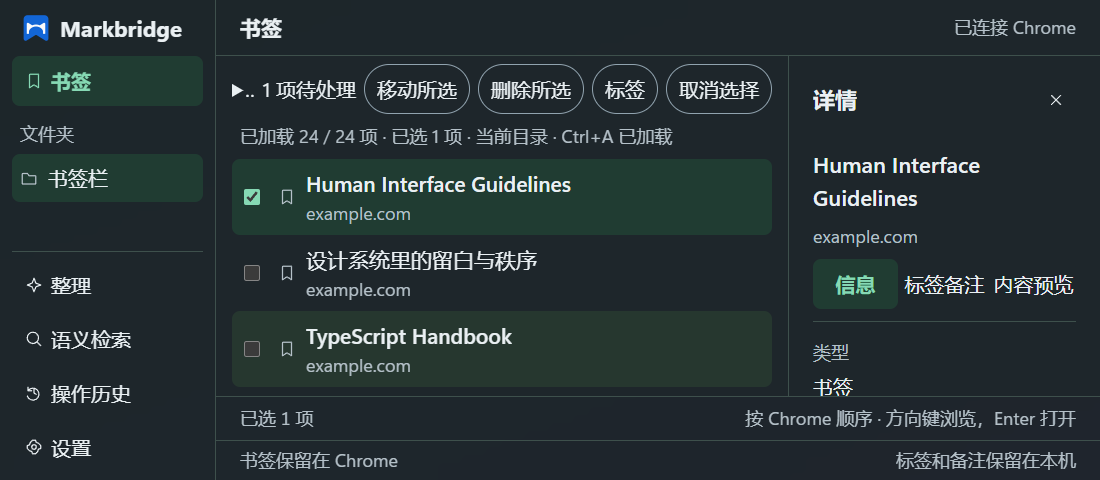 Markbridge
书签
文件夹
书签栏
整理
语义检索
操作历史
设置
书签
已连接 Chrome
.. 1 项待处理 移动所选 删除所选 标签 取消选择
已加载 24 / 24 项 · 已选 1 项 · 当前目录 · Ctrl+A 已加载
Human Interface Guidelines
example.com
设计系统里的留白与秩序
example.com
TypeScript Handbook
example.com
详情
Human Interface
Guidelines
example.com
信息 标签备注 内容预览
类型
书签
已选 1 项
按 Chrome 顺序 · 方向键浏览，Enter 打开
书签保留在 Chrome
标签和备注保留在本机